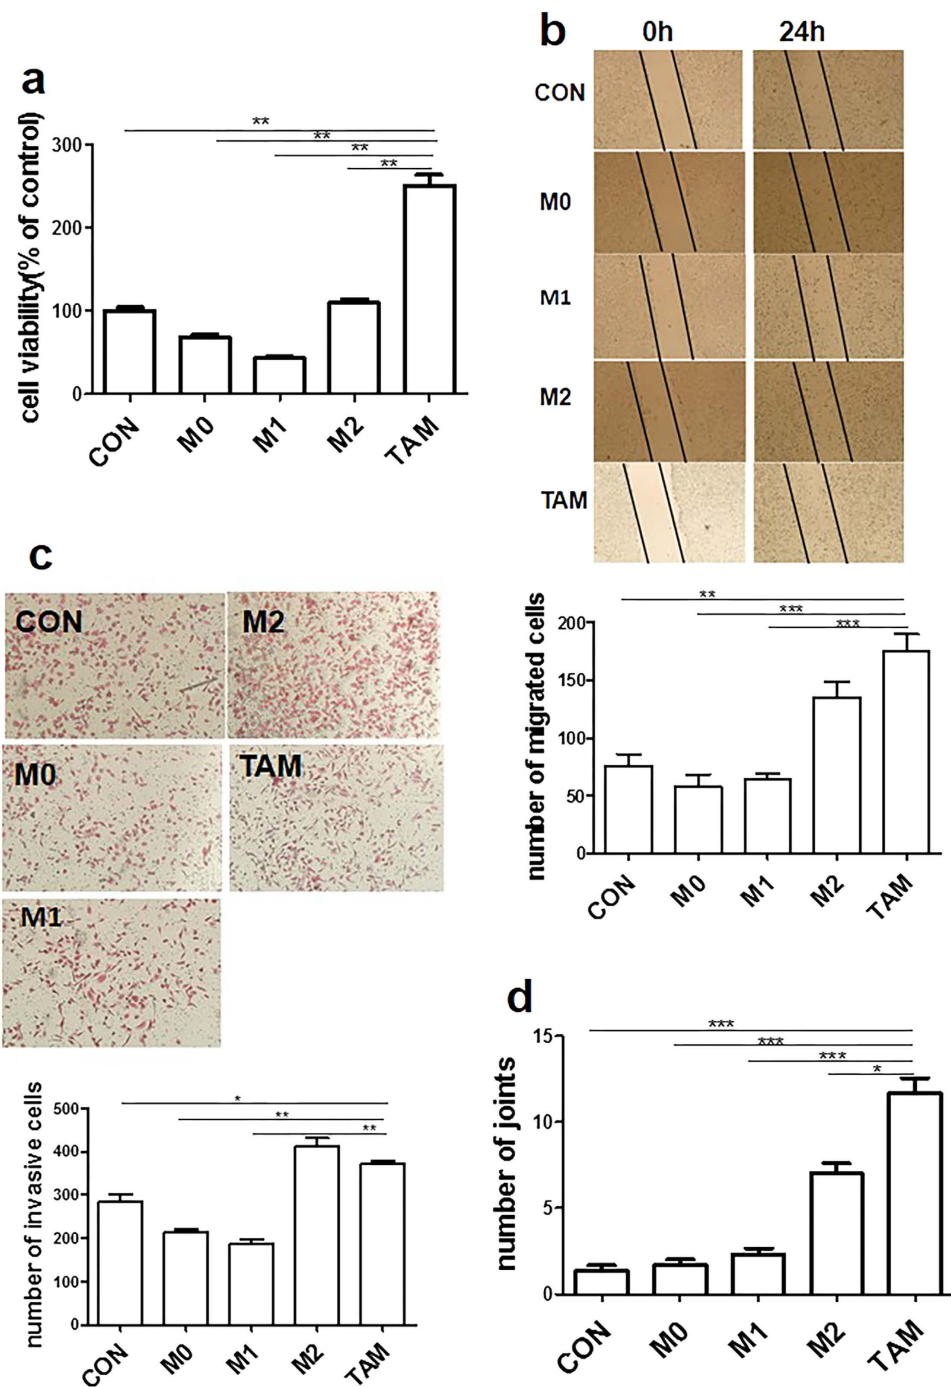 a
cell viability(% of control)
300
200
100
0
**
**
**
**
CON
M0
M1
M2
TAM
b
0h
24h
CON
M0
M1
M2
TAM
number of migrated cells
200
150
100
50
0
**
***
***
CON
M0
M1
M2
TAM
c
CON
M2
M0
TAM
M1
number of invasive cells
500
400
300
200
100
0
*
**
**
CON
M0
M1
M2
TAM
d
number of joints
15
10
5
0
***
***
***
*
CON
M0
M1
M2
TAM